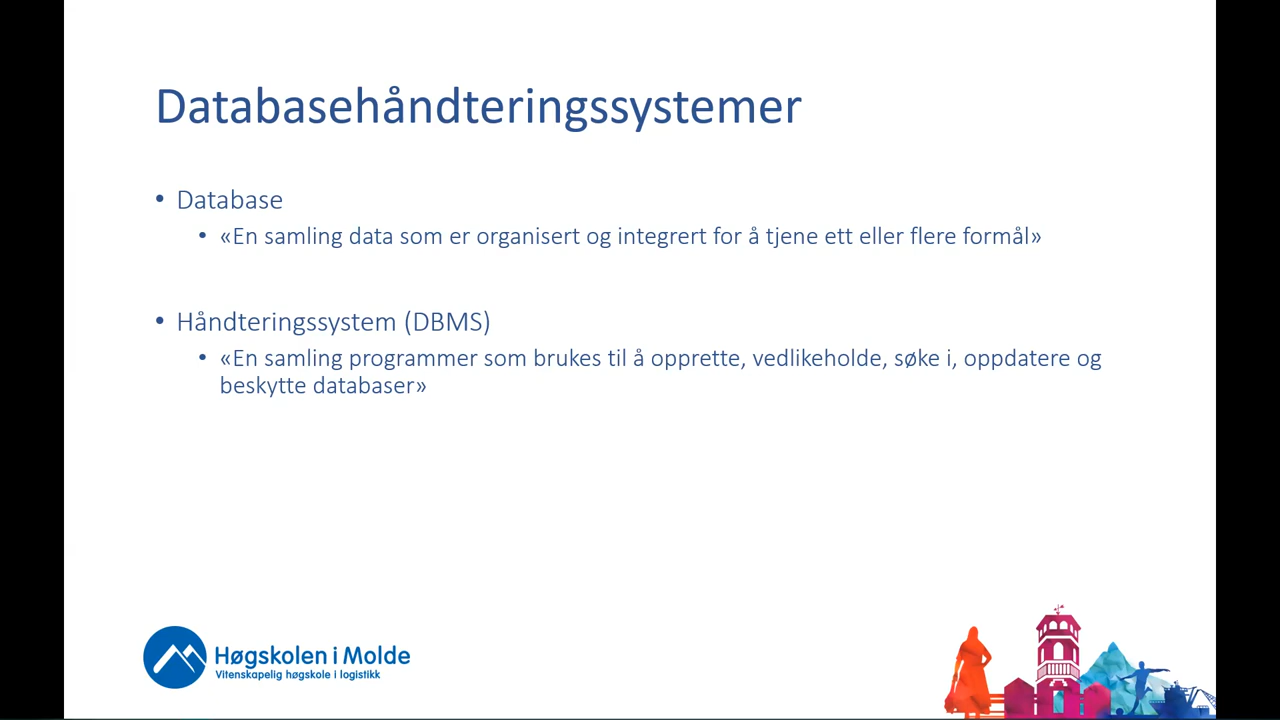 Databasehåndteringssystemer
• Database
• «En samling data som er organisert og integrert for å tjene ett eller flere formål»
• Håndteringssystem (DBMS)
• «En samling programmer som brukes til å opprette, vedlikeholde, søke i, oppdatere og
beskytte databaser»
Høgskolen i Molde
Vitenskapelig høgskole i logistikk